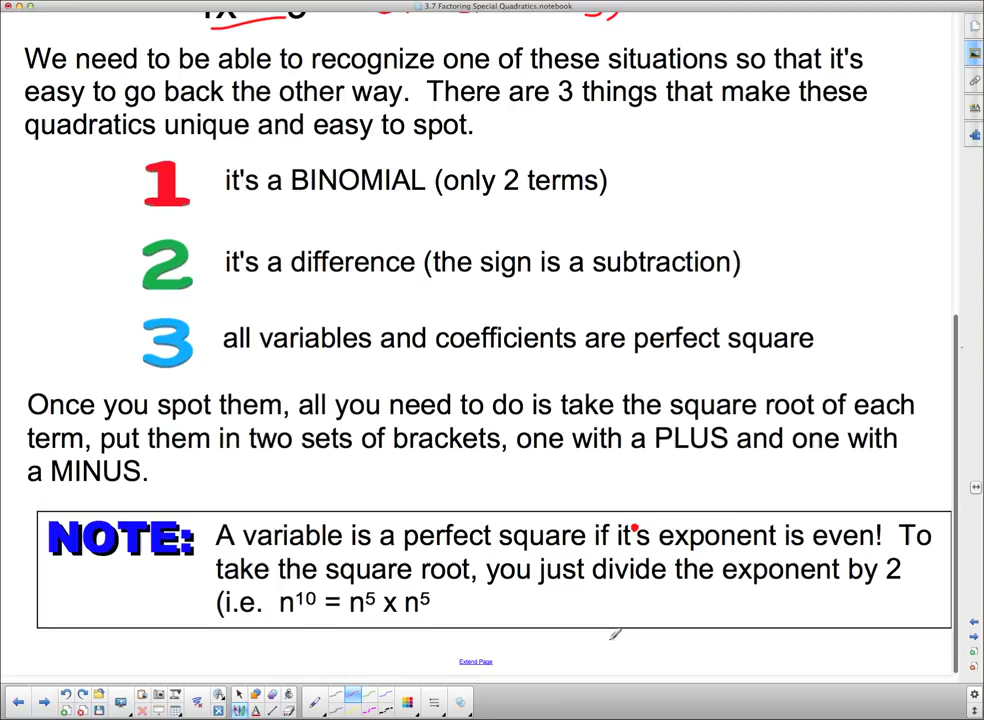 3.7 Factoring Special Quadratics.notebook
We need to be able to recognize one of these situations so that it's
easy to go back the other way. There are 3 things that make these
quadratics unique and easy to spot.
1 it's a BINOMIAL (only 2 terms)
2 it's a difference (the sign is a subtraction)
3 all variables and coefficients are perfect square
Once you spot them, all you need to do is take the square root of each
term, put them in two sets of brackets, one with a PLUS and one with
a MINUS.
NOTE: A variable is a perfect square if it's exponent is even! To
take the square root, you just divide the exponent by 2
(i.e. n¹⁰ = n⁵ x n⁵
Extend Page